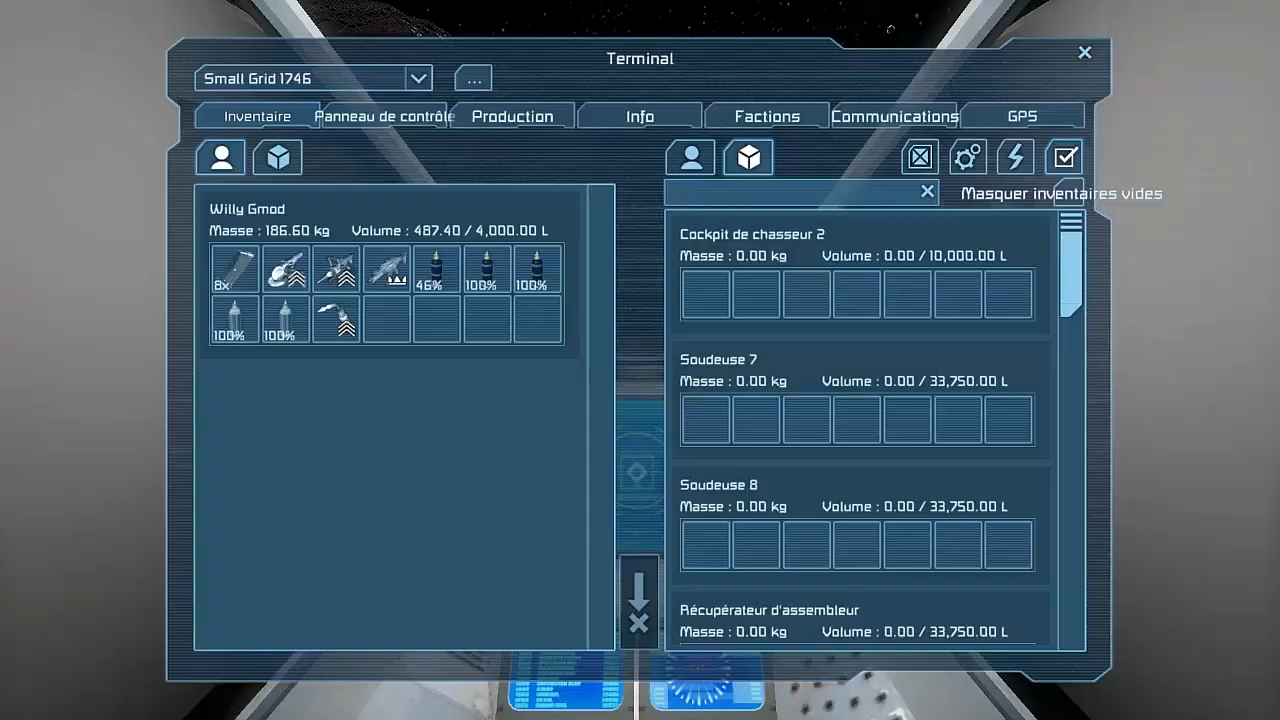 Terminal
Small Grid 1746
...
Inventaire
Panneau de contrôle
Production
Info
Factions
Communications
GPS
Masquer inventaires vides
Willy Gmod
Masse : 186.60 kg Volume : 487.40 / 4,000.00 L
8x
46%
100%
100%
100%
100%
Cockpit de chasseur 2
Masse : 0.00 kg Volume : 0.00 / 10,000.00 L
Soudeuse 7
Masse : 0.00 kg Volume : 0.00 / 33,750.00 L
Soudeuse 8
Masse : 0.00 kg Volume : 0.00 / 33,750.00 L
Récupérateur d'assembleur
Masse : 0.00 kg Volume : 0.00 / 33,750.00 L